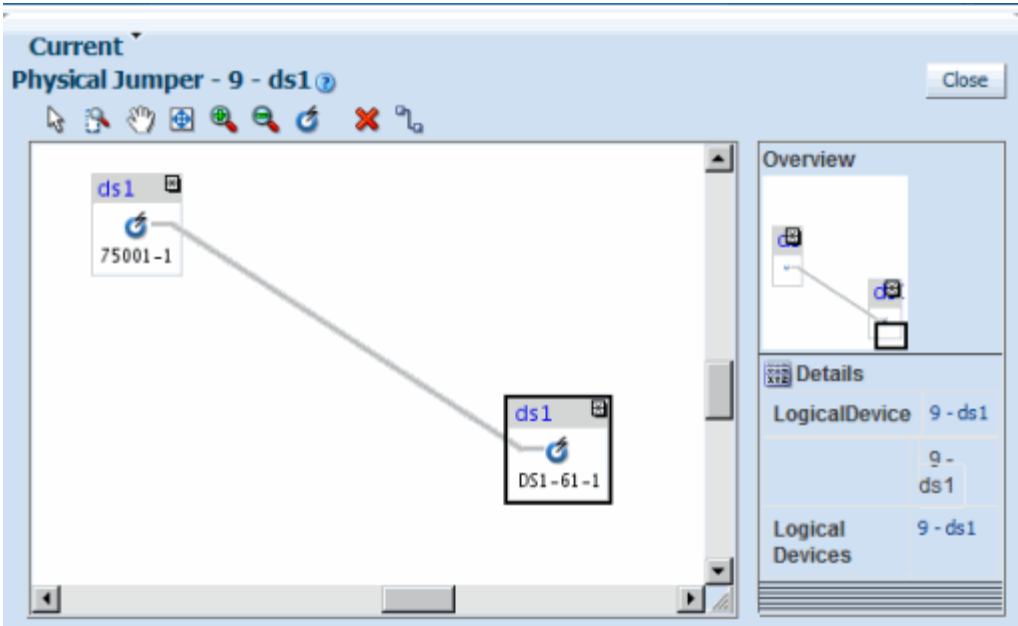 Current
Physical Jumper - 9 - ds1
Close
ds1
75001-1
ds1
DS1-61-1
Overview
ds1
Details
LogicalDevice 9 - ds1
9 -
ds1
Logical 9 - ds1
Devices